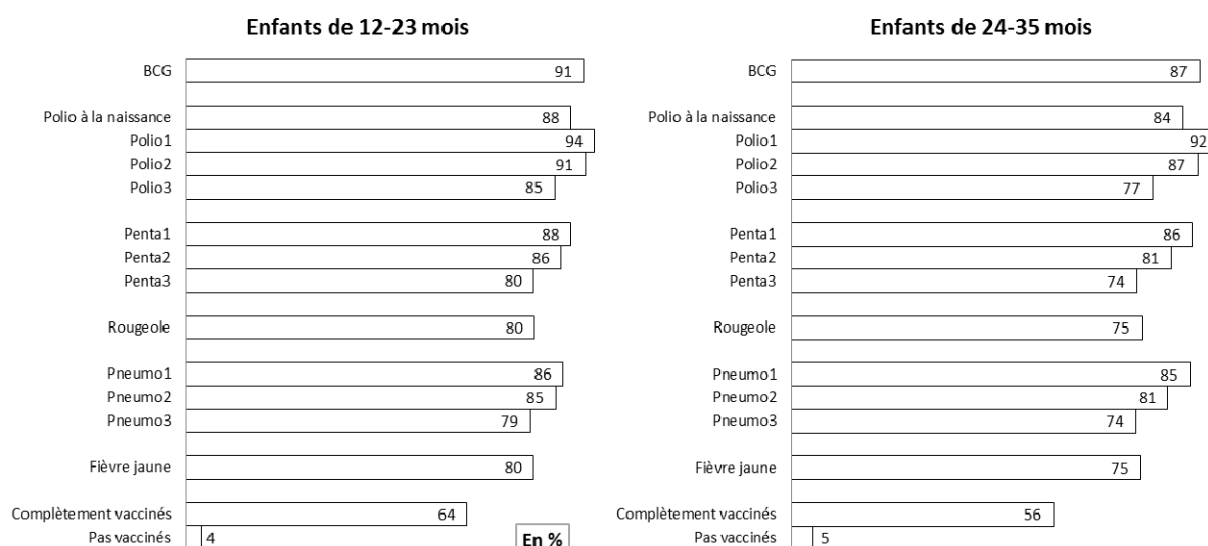 Enfants de 12-23 mois
BCG 91
Polio à la naissance 88
Polio1 94
Polio2 91
Polio3 85
Penta1 88
Penta2 86
Penta3 80
Rougeole 80
Pneumo1 86
Pneumo2 85
Pneumo3 79
Fièvre jaune 80
Complètement vaccinés 64
Pas vaccinés 4
En %
Enfants de 24-35 mois
BCG 87
Polio à la naissance 84
Polio1 92
Polio2 87
Polio3 77
Penta1 86
Penta2 81
Penta3 74
Rougeole 75
Pneumo1 85
Pneumo2 81
Pneumo3 74
Fièvre jaune 75
Complètement vaccinés 56
Pas vaccinés 5